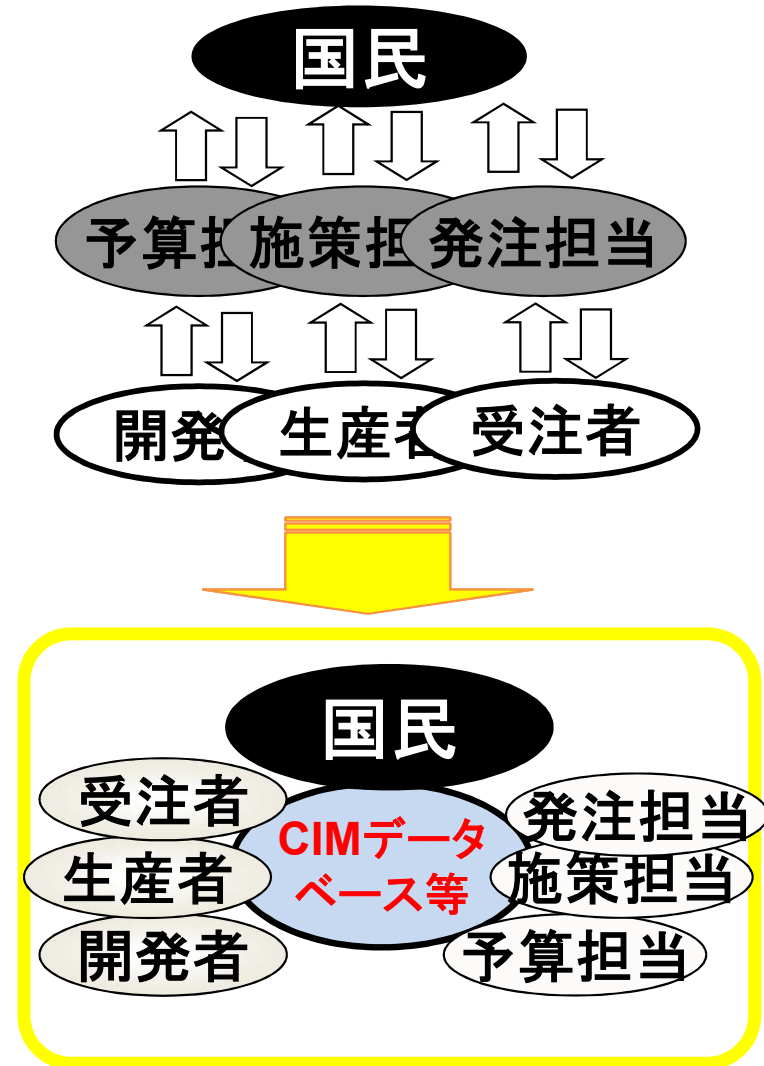 国民
予算担
施策担
発注担当
開発
生産者
受注者
国民
受注者
生産者
開発者
CIMデータ
ベース等
発注担当
施策担当
予算担当